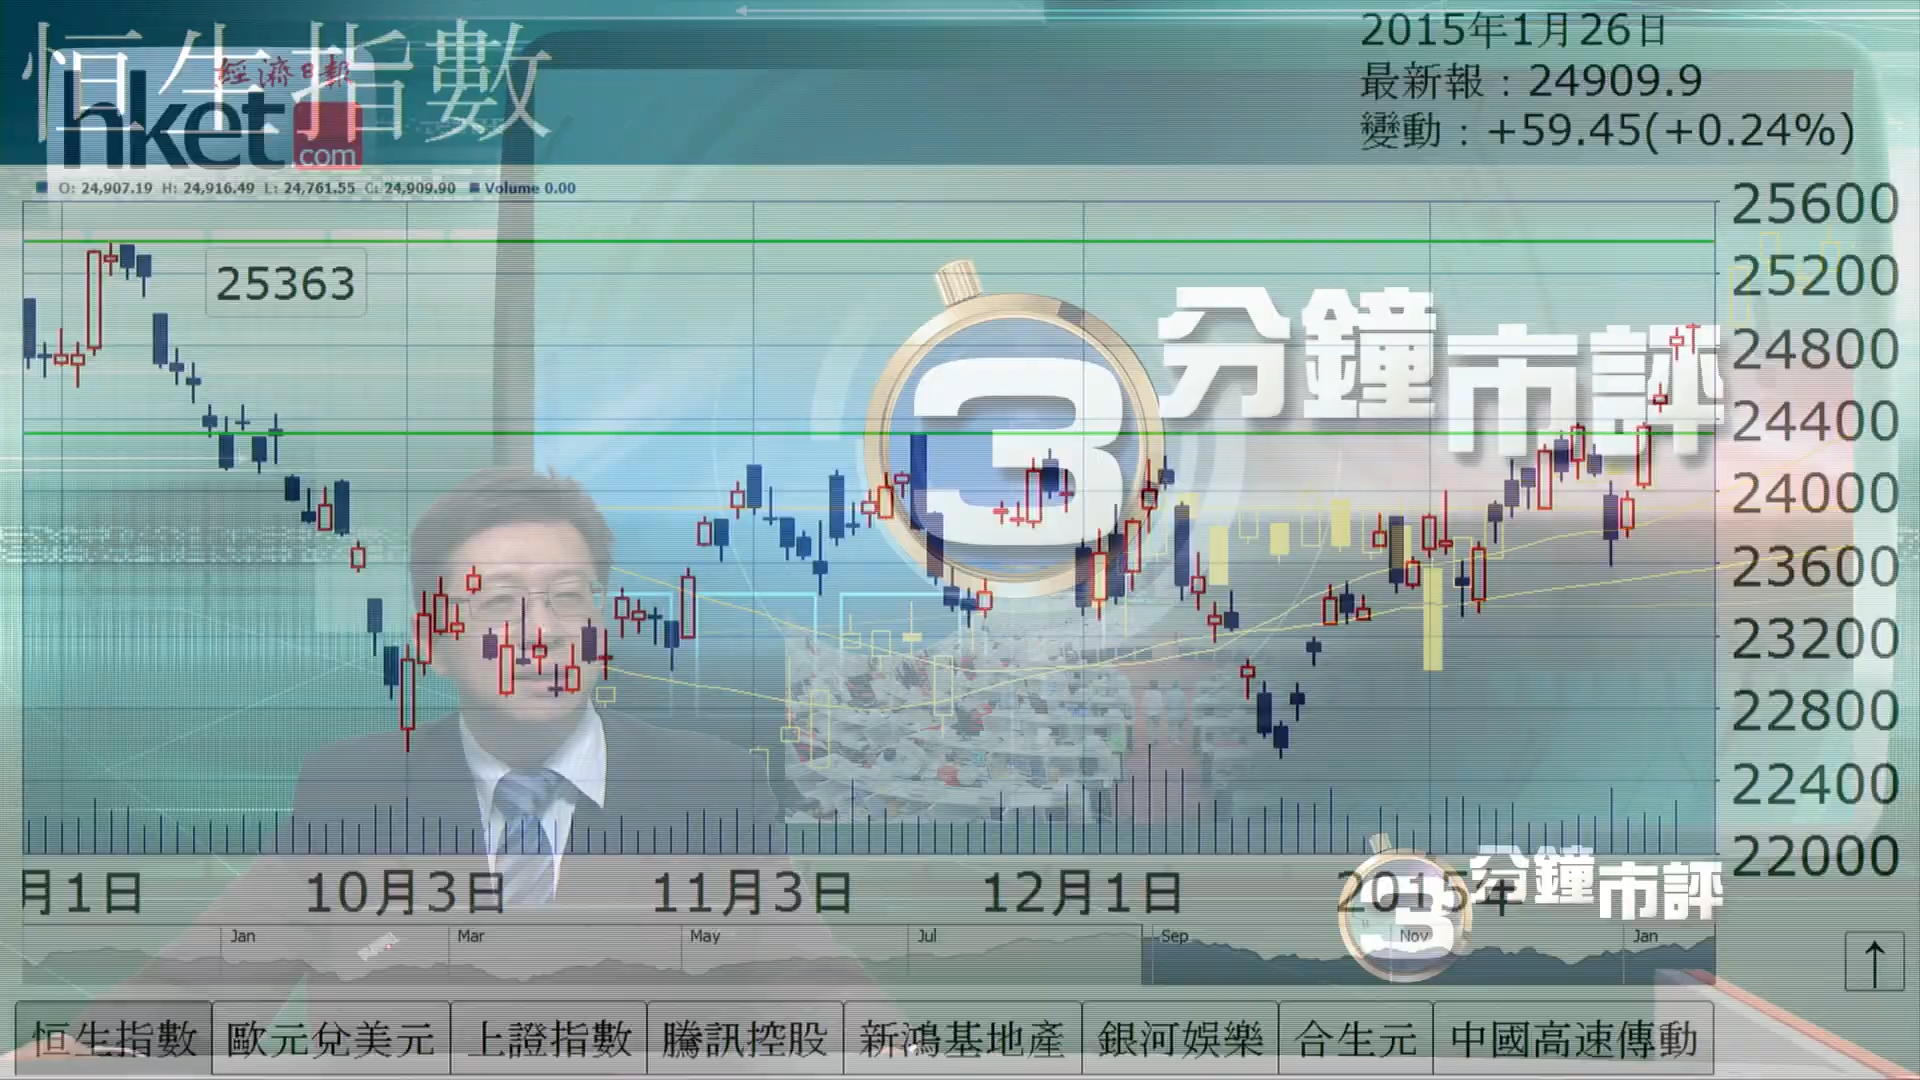 恒生指數
經濟日報
hket
.com
2015年1月26日
最新報：24909.9
變動：+59.45(+0.24%)
O: 24,907.19 H: 24,916.49 L: 24,761.55 C: 24,909.90 Volume 0.00
25363
3分鐘市評
25600
25200
24800
24400
24000
23600
23200
22800
22400
22000
月1日 10月3日 11月3日 12月1日 2015年
3分鐘市評
Jan Mar May Jul Sep Nov Jan
↑
恒生指數 歐元兌美元 上證指數 騰訊控股 新鴻基地產 銀河娛樂 合生元 中國高速傳動